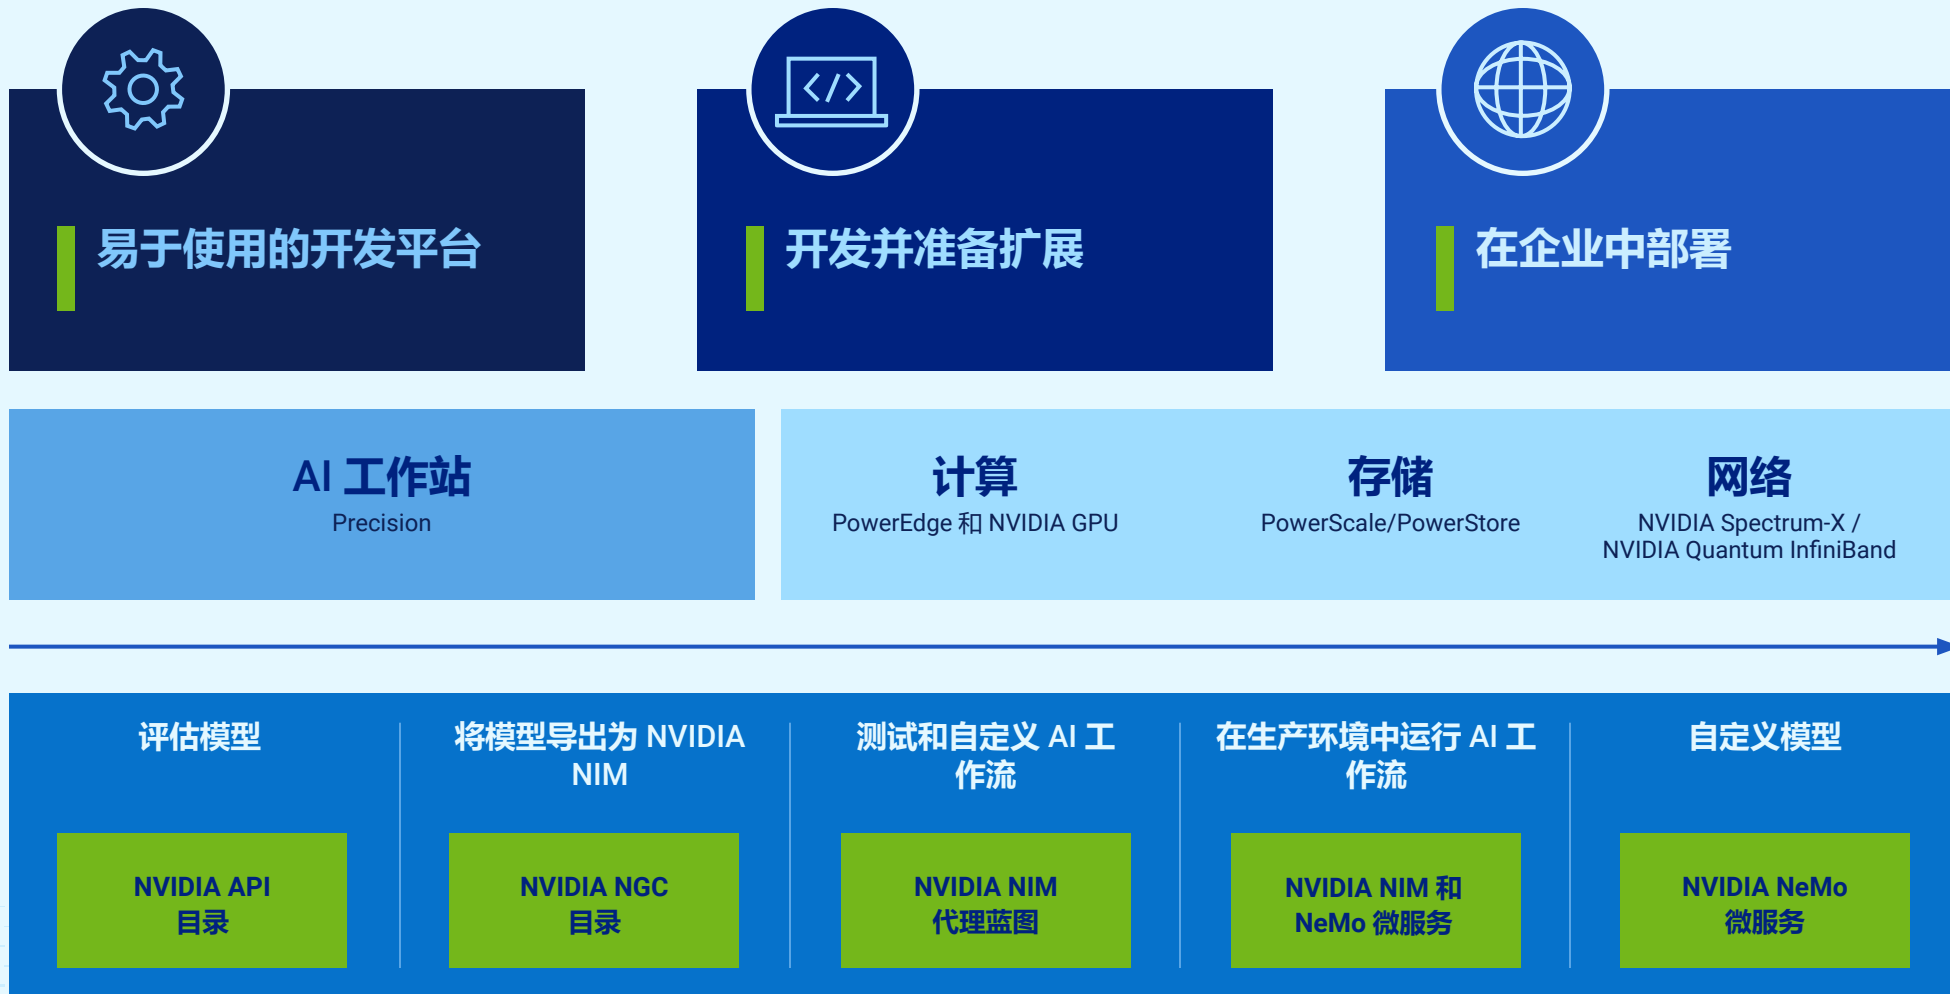 易于使用的开发平台
开发并准备扩展
在企业中部署
AI 工作站
Precision
计算
PowerEdge 和 NVIDIA GPU
存储
PowerScale/PowerStore
网络
NVIDIA Spectrum-X /
NVIDIA Quantum InfiniBand
评估模型
将模型导出为 NVIDIA
NIM
测试和自定义 AI 工
作流
在生产环境中运行 AI 工
作流
自定义模型
NVIDIA API
目录
NVIDIA NGC
目录
NVIDIA NIM
代理蓝图
NVIDIA NIM 和
NeMo 微服务
NVIDIA NeMo
微服务